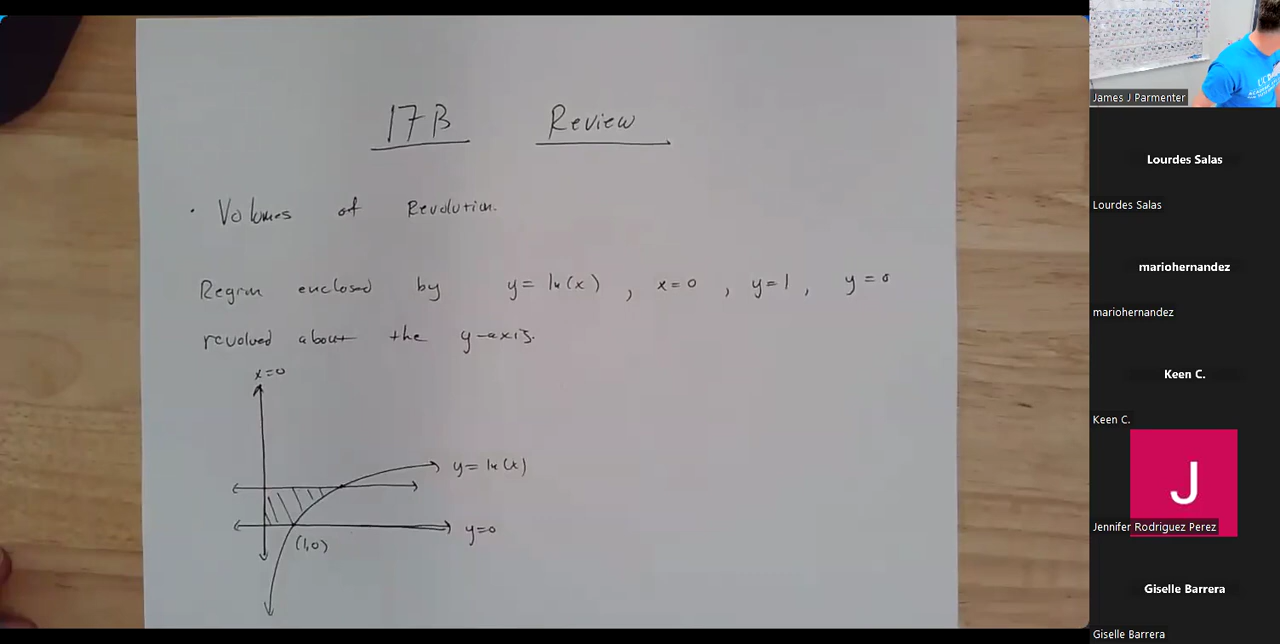 17B Review
· Volumes of Revolution.
Region enclosed by y = ln(x) , x=0 , y=1 , y=0
revolved about the y-axis.
x=0
y= ln(x)
y=0
(1,0)
James J Parmenter
Lourdes Salas
Lourdes Salas
mariohernandez
mariohernandez
Keen C.
Keen C.
J
Jennifer Rodriguez Perez
Giselle Barrera
Giselle Barrera